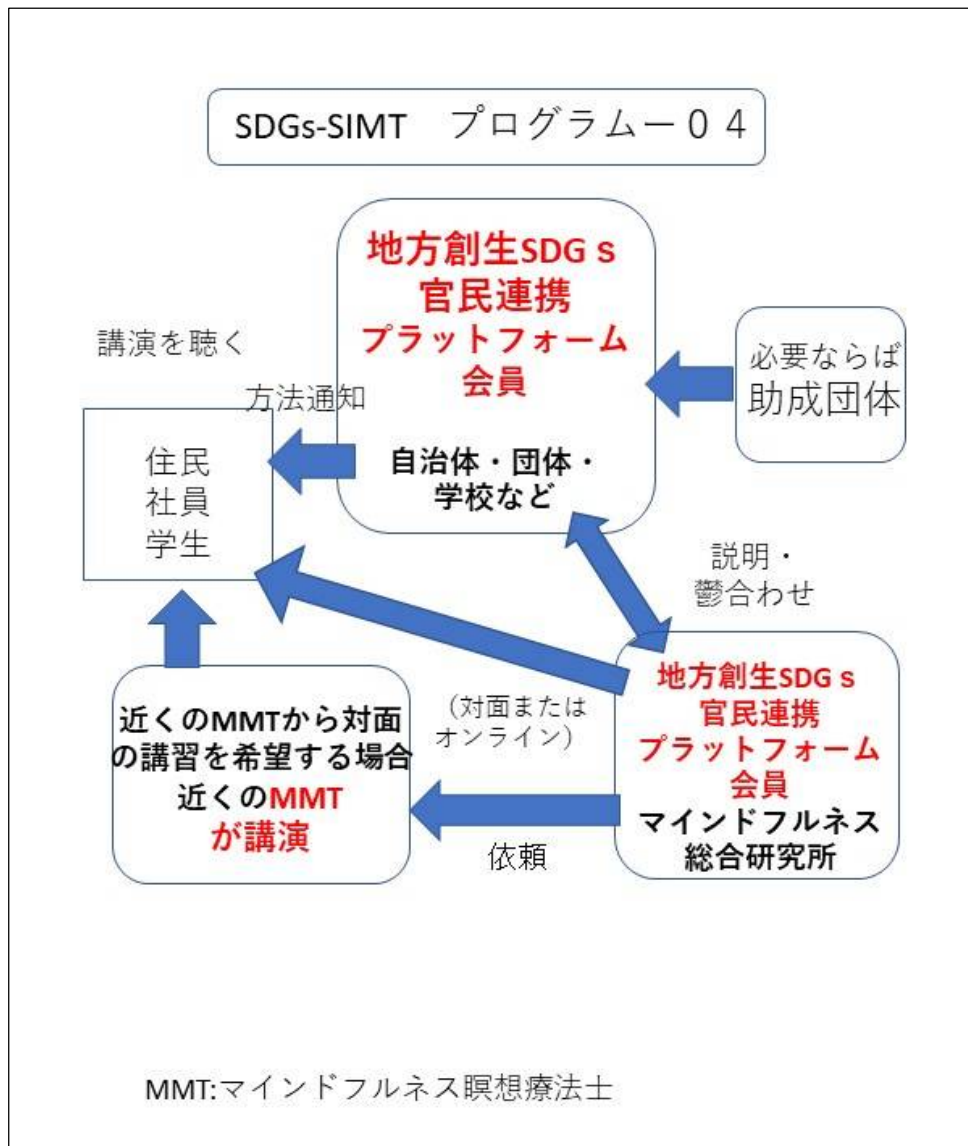 SDGs-SIMT　プログラムー０４
地方創生SDGｓ
官民連携
プラットフォーム
会員
自治体・団体・
学校など
必要ならば
助成団体
講演を聴く
方法通知
住民
社員
学生
説明・
鬱合わせ
近くのMMTから対面
の講習を希望する場合
近くのMMT
が講演
（対面または
オンライン）
依頼
地方創生SDGｓ
官民連携
プラットフォーム
会員
マインドフルネス
総合研究所
MMT:マインドフルネス瞑想療法士